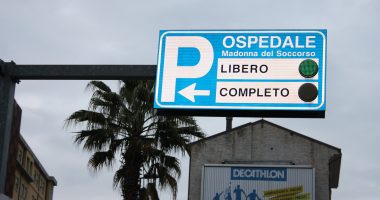 P
OSPEDALE
Madonna del Soccorso
LIBERO
COMPLETO
DECATHLON